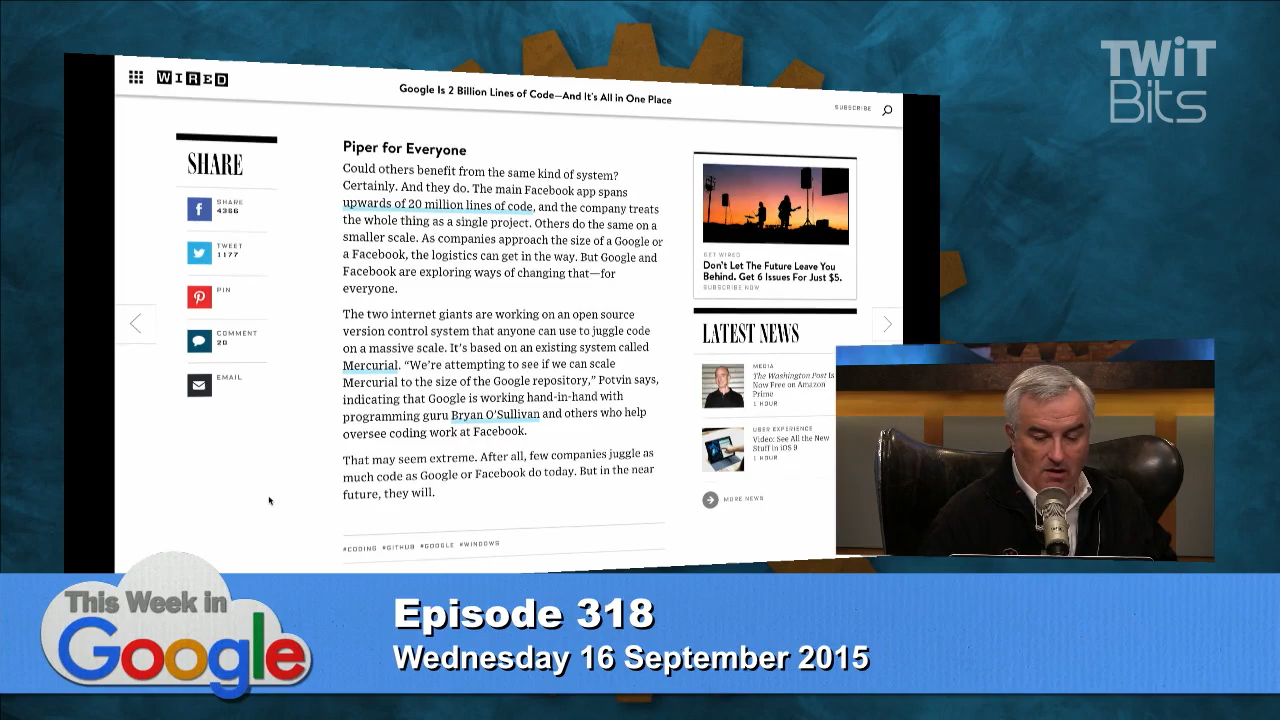 TWiT
Bits
WIRED
Google Is 2 Billion Lines of Code—And It's All in One Place
SUBSCRIBE
SHARE
SHARE
4366
TWEET
1177
PIN
COMMENT
20
EMAIL
Piper for Everyone
Could others benefit from the same kind of system?
Certainly. And they do. The main Facebook app spans
upwards of 20 million lines of code, and the company treats
the whole thing as a single project. Others do the same on a
smaller scale. As companies approach the size of a Google or
a Facebook, the logistics can get in the way. But Google and
Facebook are exploring ways of changing that—for
everyone.
The two internet giants are working on an open source
version control system that anyone can use to juggle code
on a massive scale. It's based on an existing system called
Mercurial. “We're attempting to see if we can scale
Mercurial to the size of the Google repository,” Potvin says,
indicating that Google is working hand-in-hand with
programming guru Bryan O'Sullivan and others who help
oversee coding work at Facebook.
That may seem extreme. After all, few companies juggle as
much code as Google or Facebook do today. But in the near
future, they will.
#CODING #GITHUB #GOOGLE #WINDOWS
GET WIRED
Don't Let The Future Leave You
Behind. Get 6 Issues For Just $5.
SUBSCRIBE NOW
LATEST NEWS
MEDIA
The Washington Post Is
Now Free on Amazon
Prime
1 HOUR
UBER EXPERIENCE
Video: See All the New
Stuff in iOS 9
1 HOUR
MORE NEWS
This Week in
Google
Episode 318
Wednesday 16 September 2015